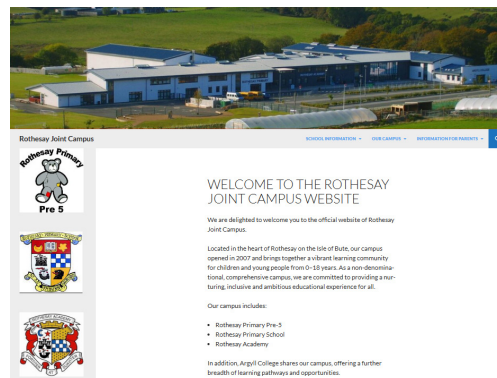 Rothesay Joint Campus
SCHOOL INFORMATION
OUR CAMPUS
INFORMATION FOR PARENTS
Rothesay Primary
Pre 5
WELCOME TO THE ROTHESAY
JOINT CAMPUS WEBSITE
We are delighted to welcome you to the official website of Rothesay
Joint Campus.
Located in the heart of Rothesay on the Isle of Bute, our campus
opened in 2007 and brings together a vibrant learning community
for children and young people from 0–18 years. As a non-denomina-
tional, comprehensive campus, we are committed to providing a nur-
turing, inclusive and ambitious educational experience for all.
Our campus includes:
• Rothesay Primary Pre-5
• Rothesay Primary School
• Rothesay Academy
In addition, Argyll College shares our campus, offering a further
breadth of learning pathways and opportunities.
ROTHESAY PRIMARY SCHOOL
ROTHESAY ACADEMY